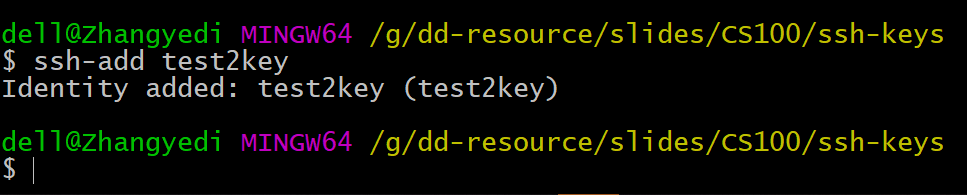 dell@Zhangyedi MINGW64 /g/dd-resource/slides/CS100/ssh-keys
$ ssh-add test2key
Identity added: test2key (test2key)
dell@Zhangyedi MINGW64 /g/dd-resource/slides/CS100/ssh-keys
$